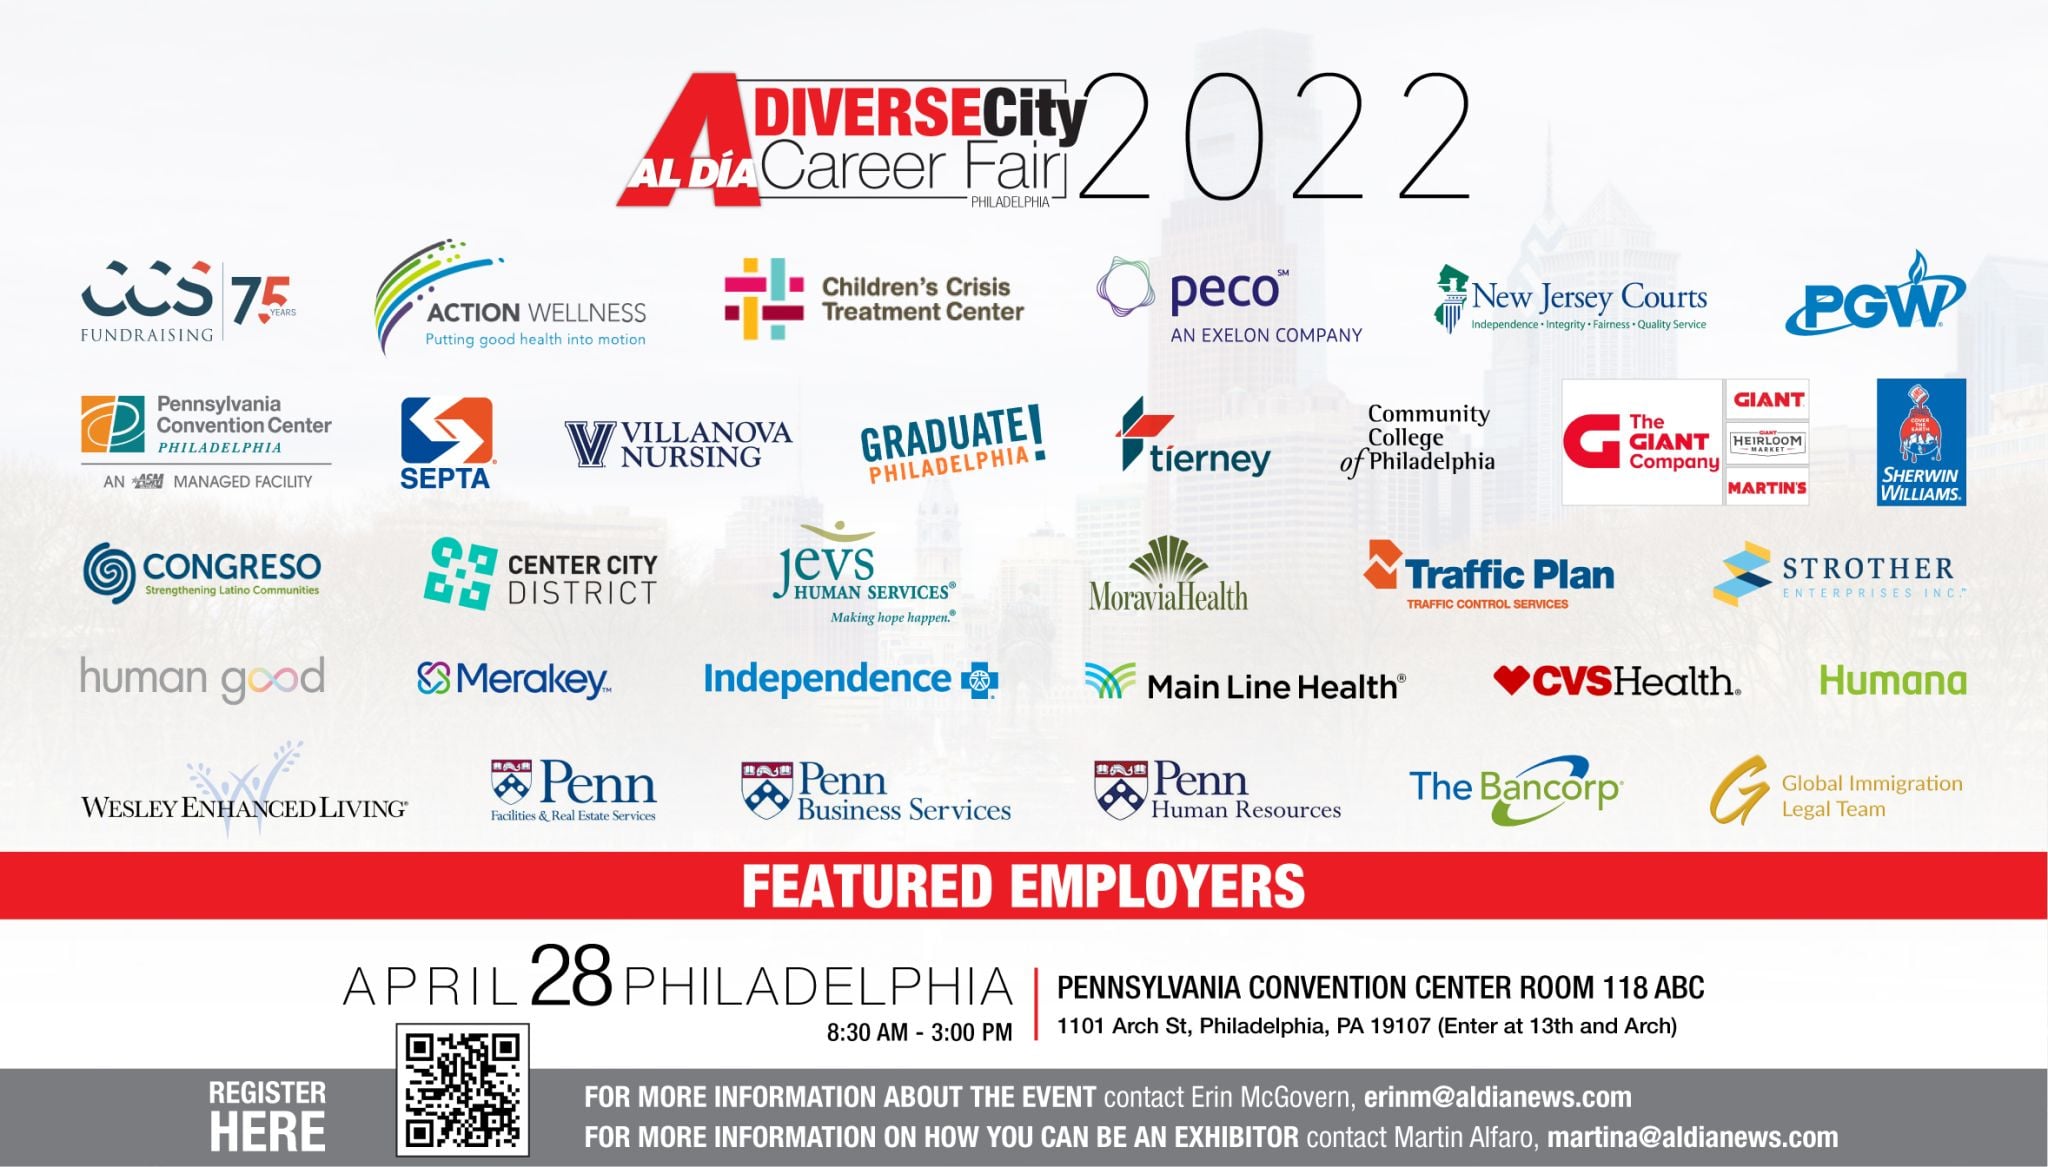 AL DÍA
DIVERSECity
Career Fair
PHILADELPHIA
2022
CCS
FUNDRAISING
75
YEARS
ACTION WELLNESS
Putting good health into motion
Children's Crisis
Treatment Center
peco℠
AN EXELON COMPANY
New Jersey Courts
Independence • Integrity • Fairness • Quality Service
PGW
Pennsylvania
Convention Center
PHILADELPHIA
AN ASM MANAGED FACILITY
SEPTA
VILLANOVA
NURSING
GRADUATE!
PHILADELPHIA
tierney
Community
College
of Philadelphia
The
GIANT
Company
GIANT
GIANT
HEIRLOOM
MARKET
MARTIN'S
COVER
THE
EARTH
SHERWIN
WILLIAMS.
CONGRESO
Strengthening Latino Communities
CENTER CITY
DISTRICT
jevs
HUMAN SERVICES®
Making hope happen.®
MoraviaHealth
Traffic Plan
TRAFFIC CONTROL SERVICES
STROTHER
ENTERPRISES INC.™
human good
Merakey™
Independence
Main Line Health®
CVSHealth®
Humana
WESLEY ENHANCED LIVING®
Penn
Facilities & Real Estate Services
Penn
Business Services
Penn
Human Resources
The Bancorp®
Global Immigration
Legal Team
FEATURED EMPLOYERS
APRIL 28 PHILADELPHIA
8:30 AM - 3:00 PM
PENNSYLVANIA CONVENTION CENTER ROOM 118 ABC
1101 Arch St, Philadelphia, PA 19107 (Enter at 13th and Arch)
REGISTER
HERE
FOR MORE INFORMATION ABOUT THE EVENT contact Erin McGovern, erinm@aldianews.com
FOR MORE INFORMATION ON HOW YOU CAN BE AN EXHIBITOR contact Martin Alfaro, martina@aldianews.com